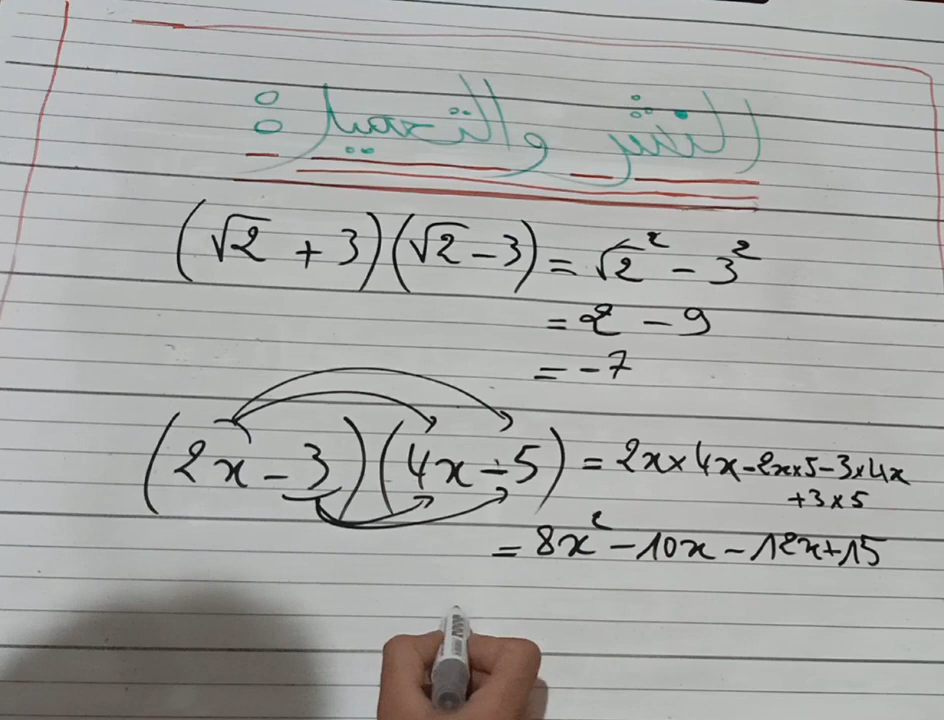 النشر والتعميل :
(√2 + 3)(√2 - 3) = √2² - 3²
= 2 - 9
= -7
(2x - 3)(4x - 5) = 2x×4x - 2x×5 - 3×4x
+3×5
= 8x² - 10x - 12x + 15